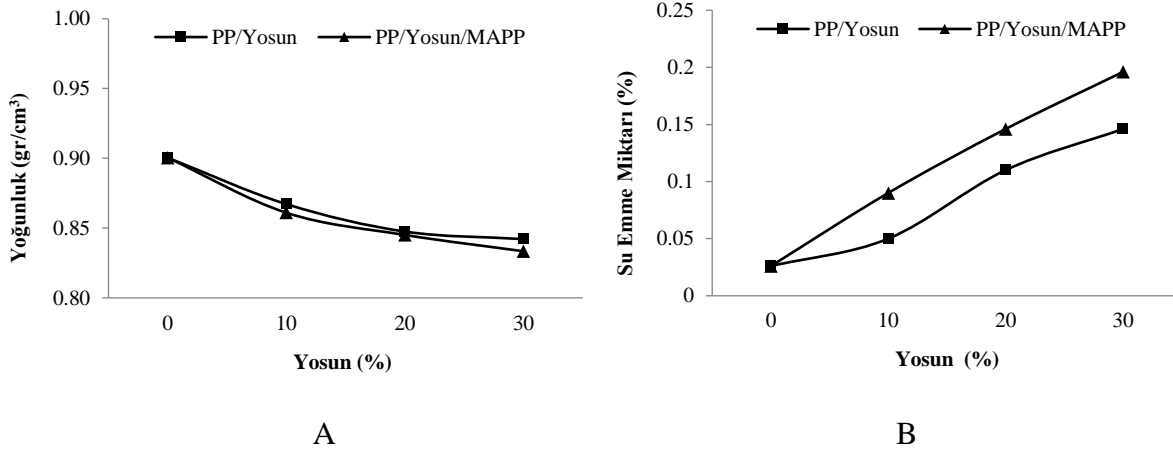 PP/Yosun PP/Yosun/MAPP
Yoğunluk (gr/cm³)
1.00
0.95
0.90
0.85
0.80
0 10 20 30
Yosun (%)
A
PP/Yosun PP/Yosun/MAPP
Su Emme Miktarı (%)
0.25
0.2
0.15
0.1
0.05
0
0 10 20 30
Yosun (%)
B